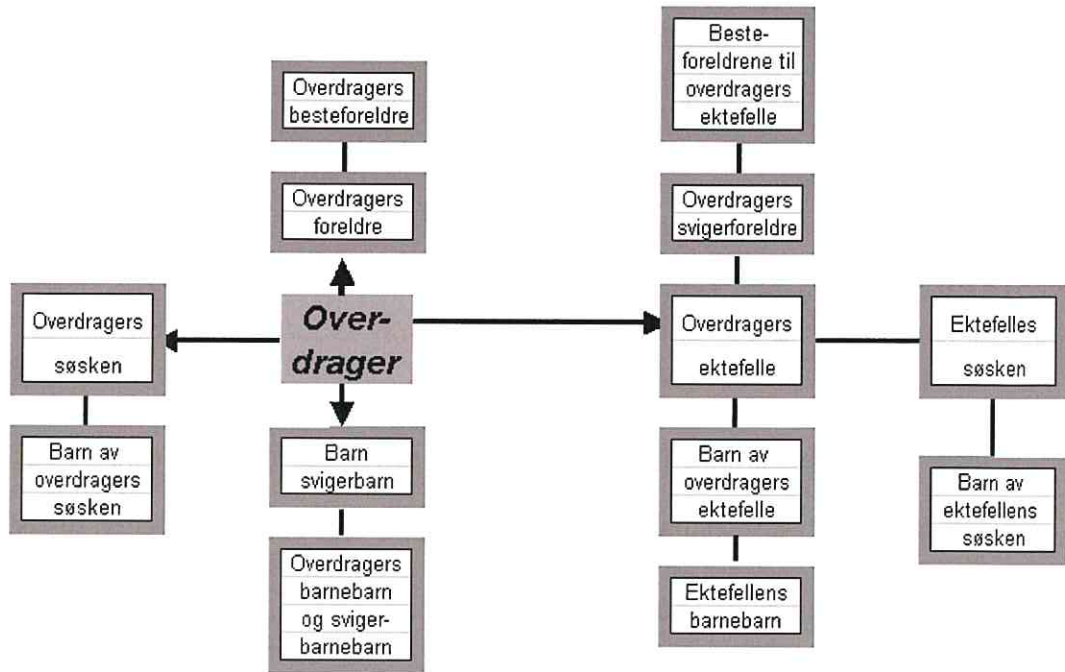 Overdragers
besteforeldre
Overdragers
foreldre
Overdragers
søsken
Barn av
overdragers
søsken
Over-
drager
Barn
svigerbarn
Overdragers
barnebarn
og sviger-
barnebarn
Beste-
foreldrene til
overdragers
ektefelle
Overdragers
svigerforeldre
Overdragers
ektefelle
Barn av
overdragers
ektefelle
Ektefellens
barnebarn
Ektefelles
søsken
Barn av
ektefellens
søsken